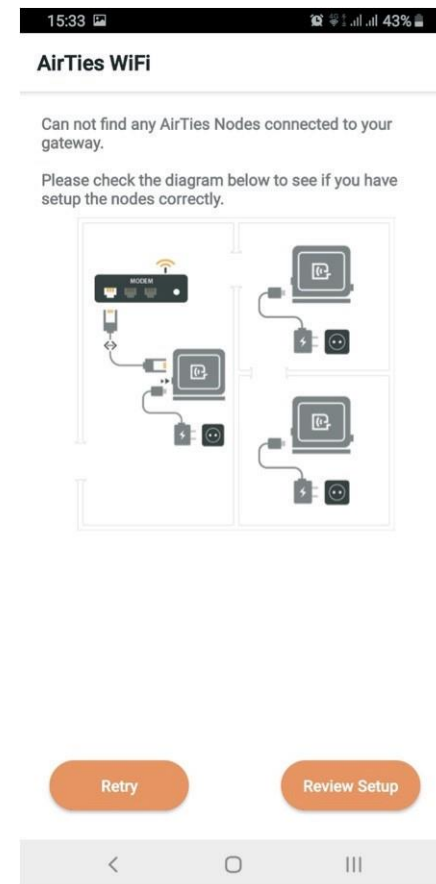 15:33 43%
AirTies WiFi
Can not find any AirTies Nodes connected to your
gateway.
Please check the diagram below to see if you have
setup the nodes correctly.
MODEM
Retry Review Setup